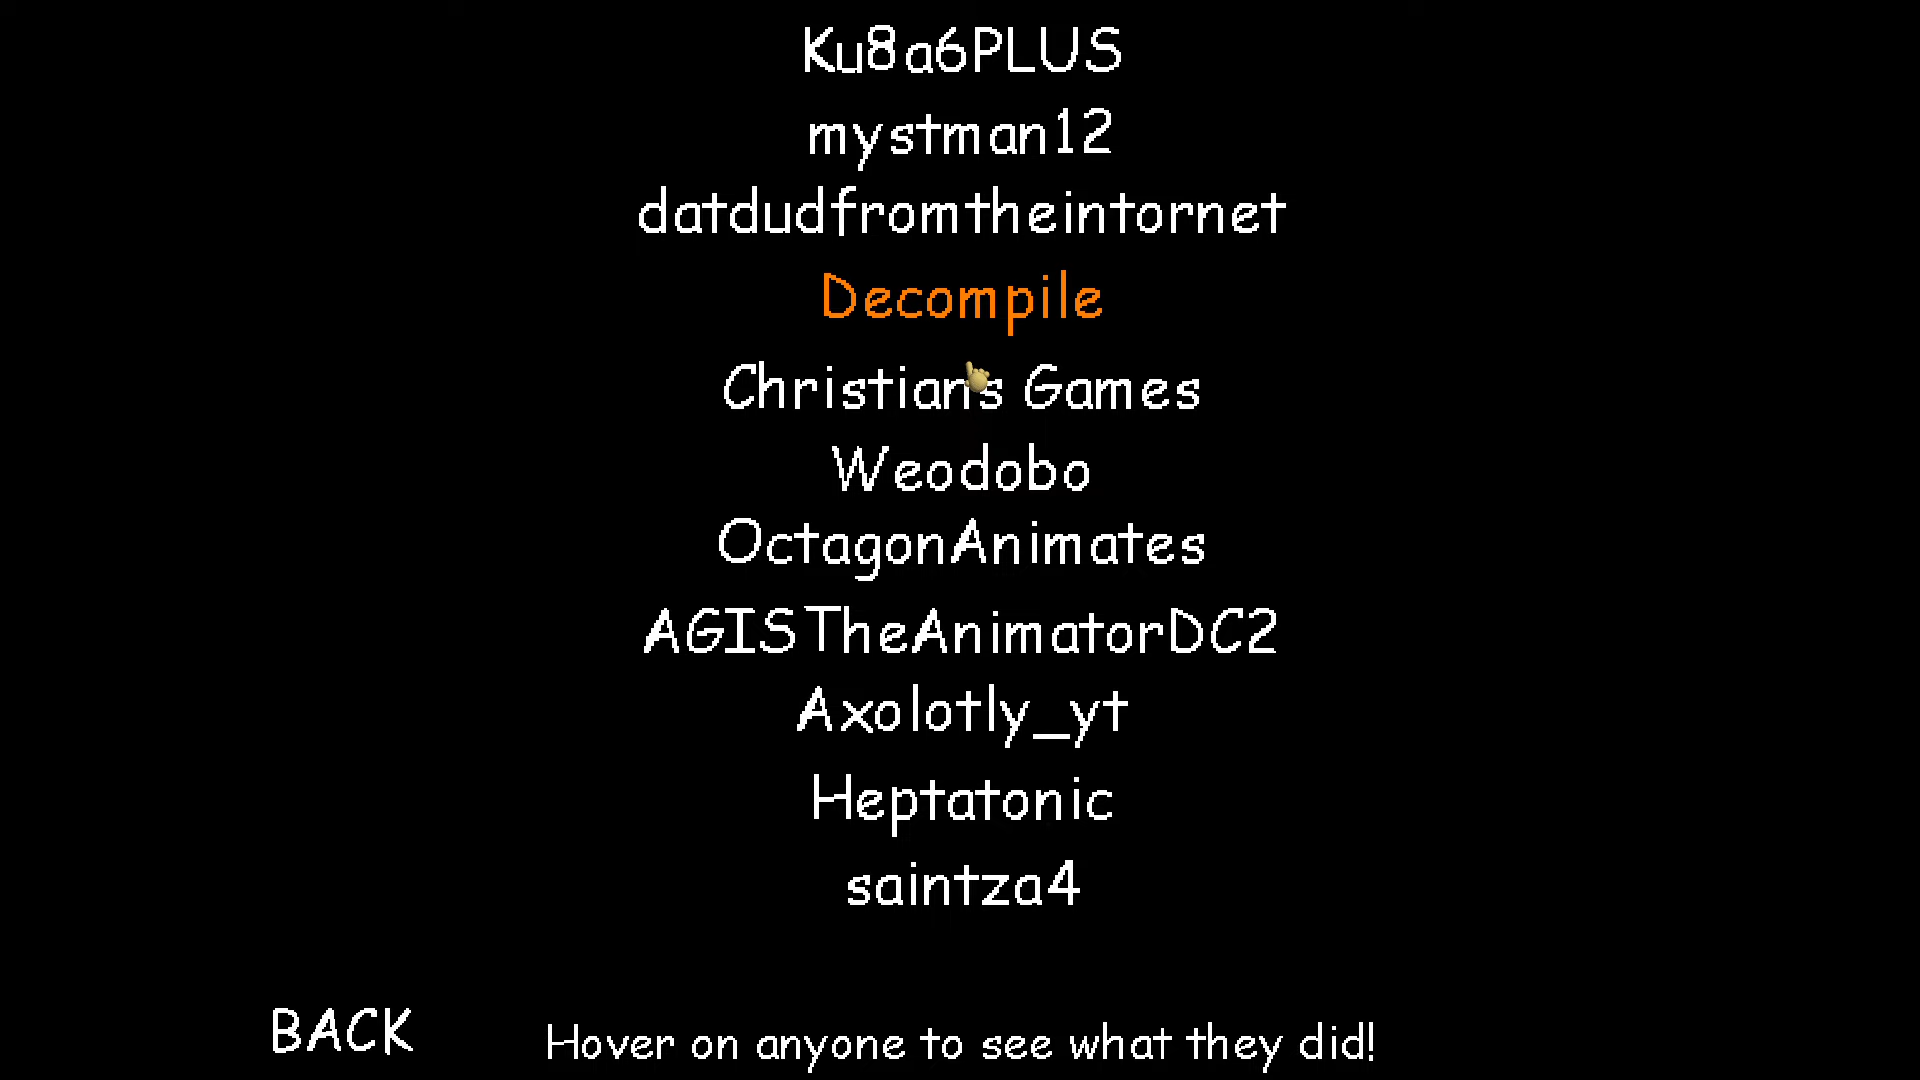 Ku8a6PLUS
mystman12
datdudfromtheintornet
Decompile
Christian's Games
Weodobo
OctagonAnimates
AGISTheAnimatorDC2
Axolotly_yt
Heptatonic
saintza4
BACK
Hover on anyone to see what they did!